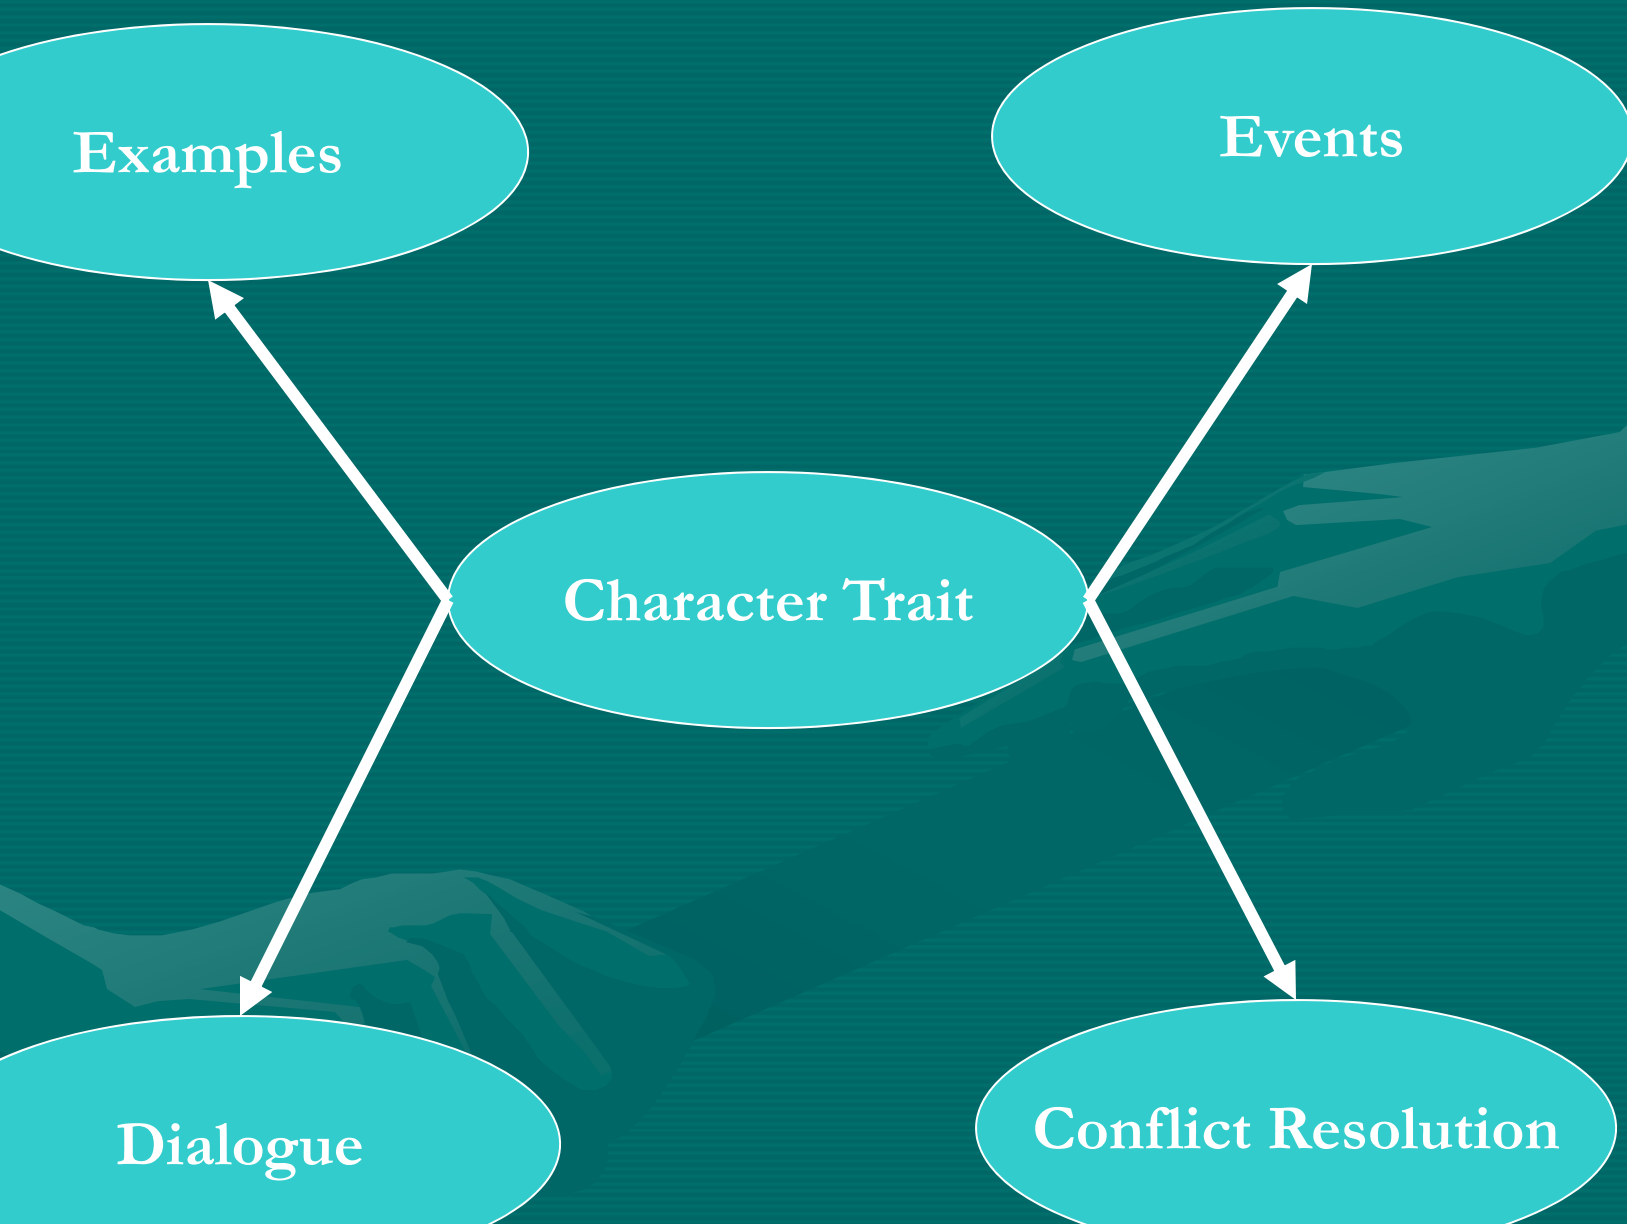 Examples
Events
Character Trait
Dialogue
Conflict Resolution